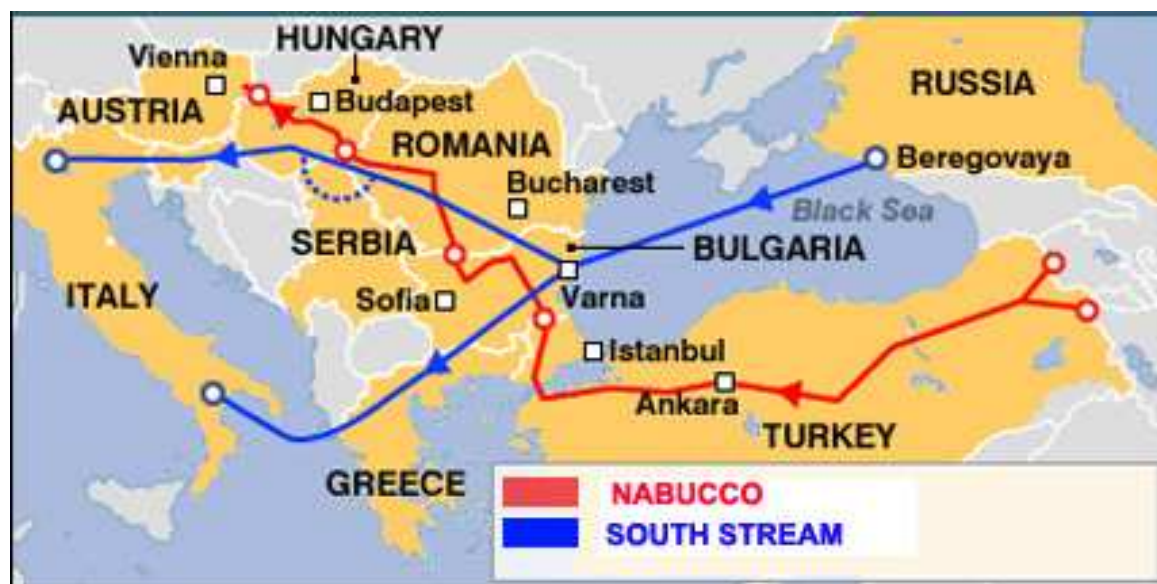 HUNGARY
Vienna
RUSSIA
AUSTRIA
Budapest
ROMANIA
Beregovaya
Bucharest
Black Sea
SERBIA
BULGARIA
ITALY
Sofia
Varna
Istanbul
Ankara
TURKEY
GREECE
NABUCCO
SOUTH STREAM